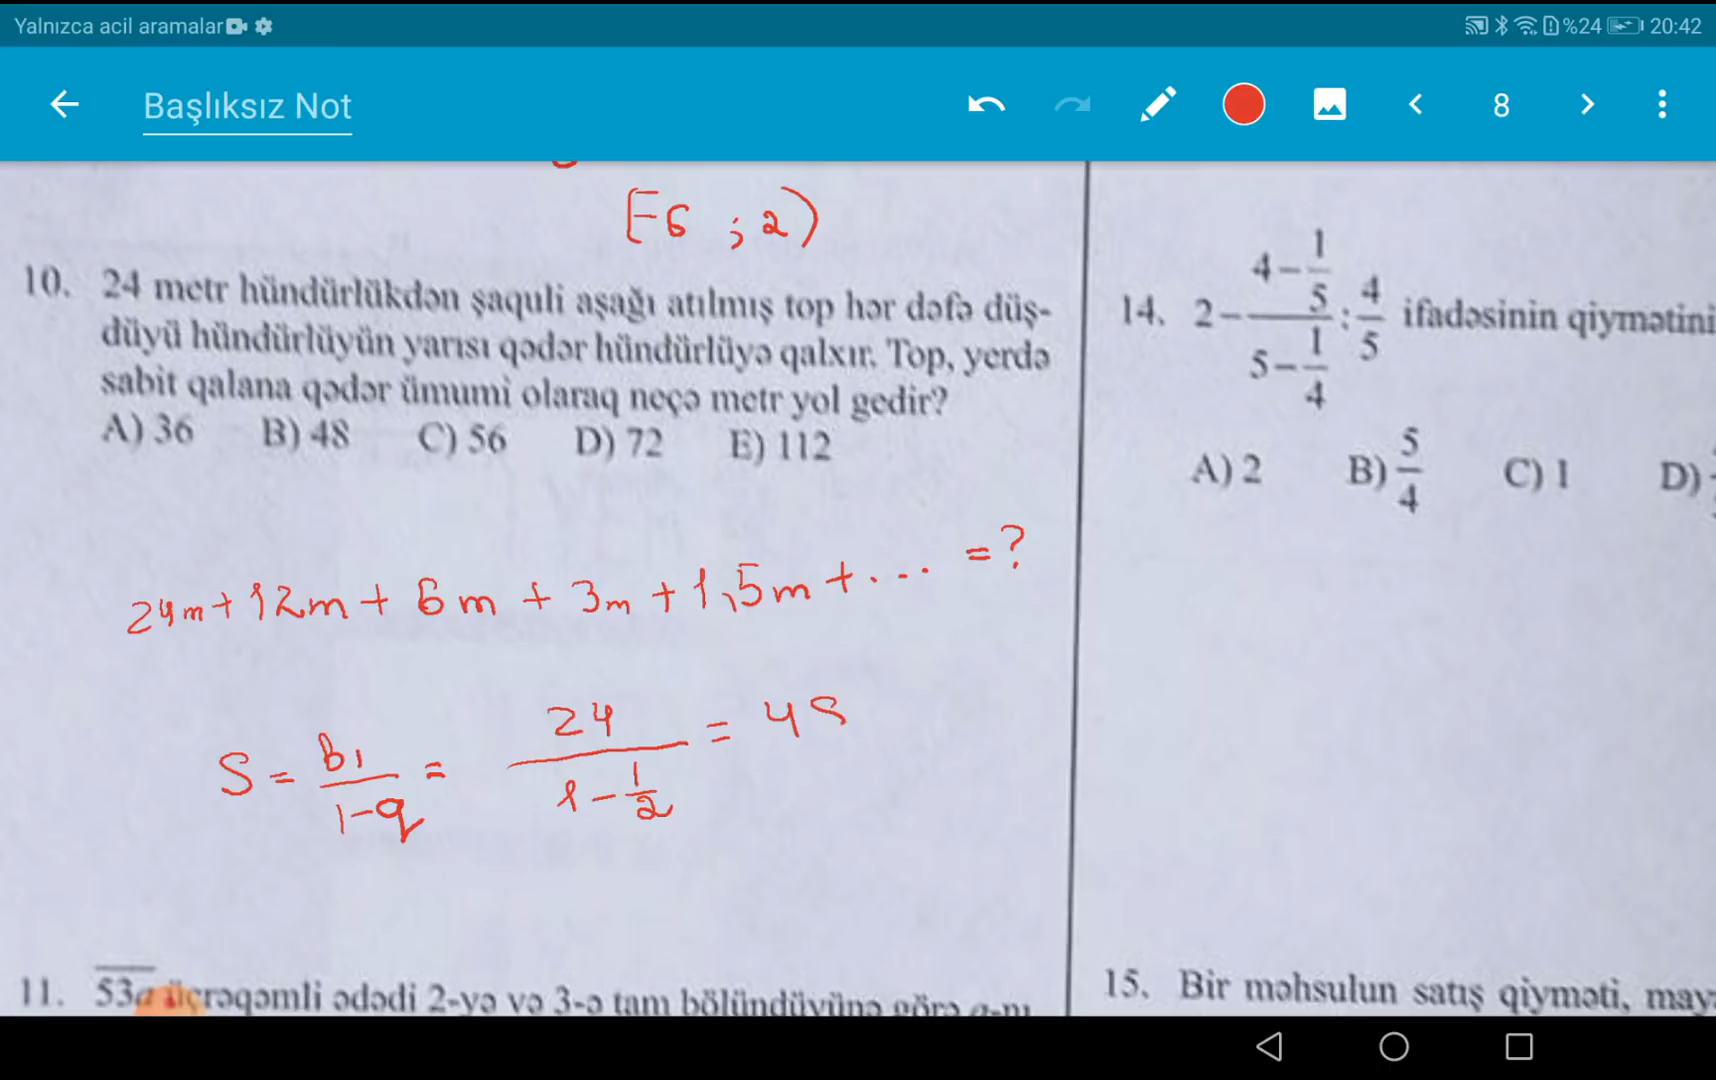 Yalnızca acil aramalar
%24 20:42
Başlıksız Not
8
[-6 ; 2)
10. 24 metr hündürlükdən şaquli aşağı atılmış top hər dəfə düş-
düyü hündürlüyün yarısı qədər hündürlüyə qalxır. Top, yerdə
sabit qalana qədər ümumi olaraq neçə metr yol gedir?
A) 36 B) 48 C) 56 D) 72 E) 112
24m + 12m + 6m + 3m + 1,5m + ... = ?
S = b1/(1-q) = 24/(1 - 1/2) = 48
11. 53a üçrəqəmli ədədi 2-yə və 3-ə tam bölündüyünə görə a-nı
14. 2 - (4 - 1/5)/(5 - 1/4) : 4/5 ifadəsinin qiymətini
A) 2 B) 5/4 C) 1 D)
15. Bir məhsulun satış qiyməti, may